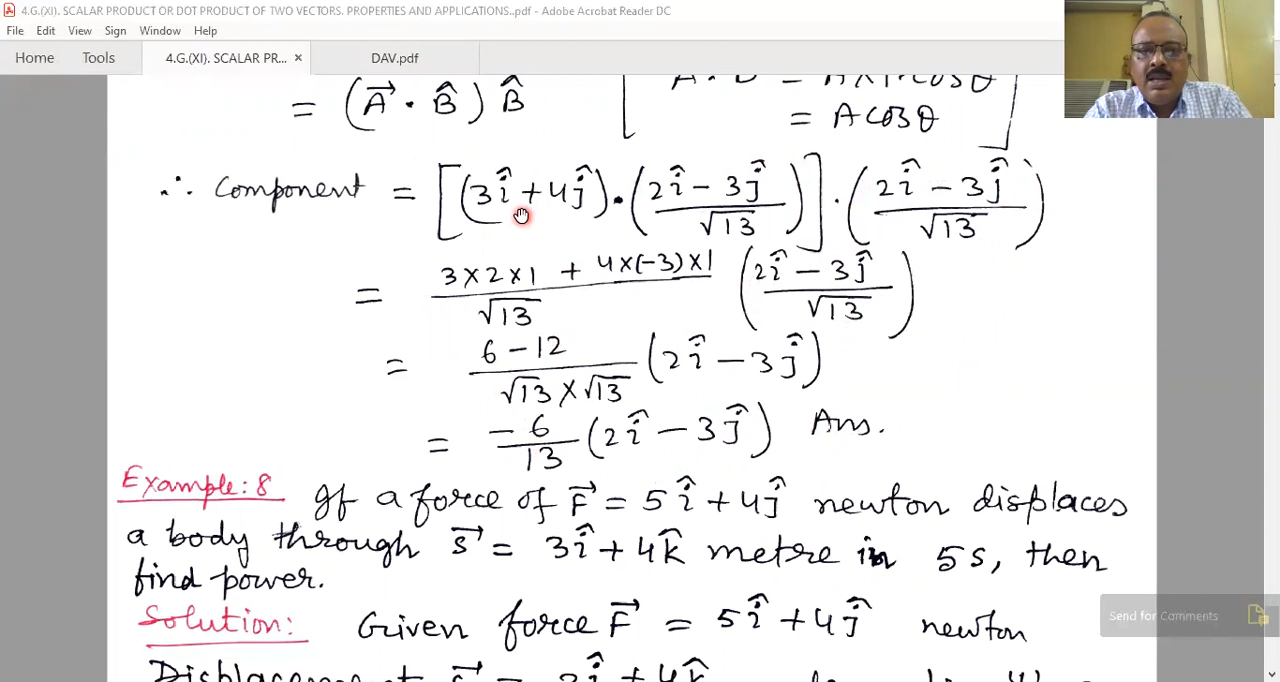 4.G.(XI). SCALAR PRODUCT OR DOT PRODUCT OF TWO VECTORS. PROPERTIES AND APPLICATIONS..pdf - Adobe Acrobat Reader DC
File Edit View Sign Window Help
Home Tools 4.G.(XI). SCALAR PR... × DAV.pdf
= (A⃗ · B̂) B̂
= A cosθ
∴ Component = [(3î + 4ĵ) · ((2î − 3ĵ)/√13)] · ((2î − 3ĵ)/√13)
= (3×2×1 + 4×(−3)×1)/√13 ((2î − 3ĵ)/√13)
= (6 − 12)/(√13 × √13) (2î − 3ĵ)
= −6/13 (2î − 3ĵ) Ans.
Example: 8 If a force of F⃗ = 5î + 4ĵ newton displaces
a body through s⃗ = 3î + 4k̂ metre in 5s, then
find power.
Solution: Given force F⃗ = 5î + 4ĵ newton
Send for Comments